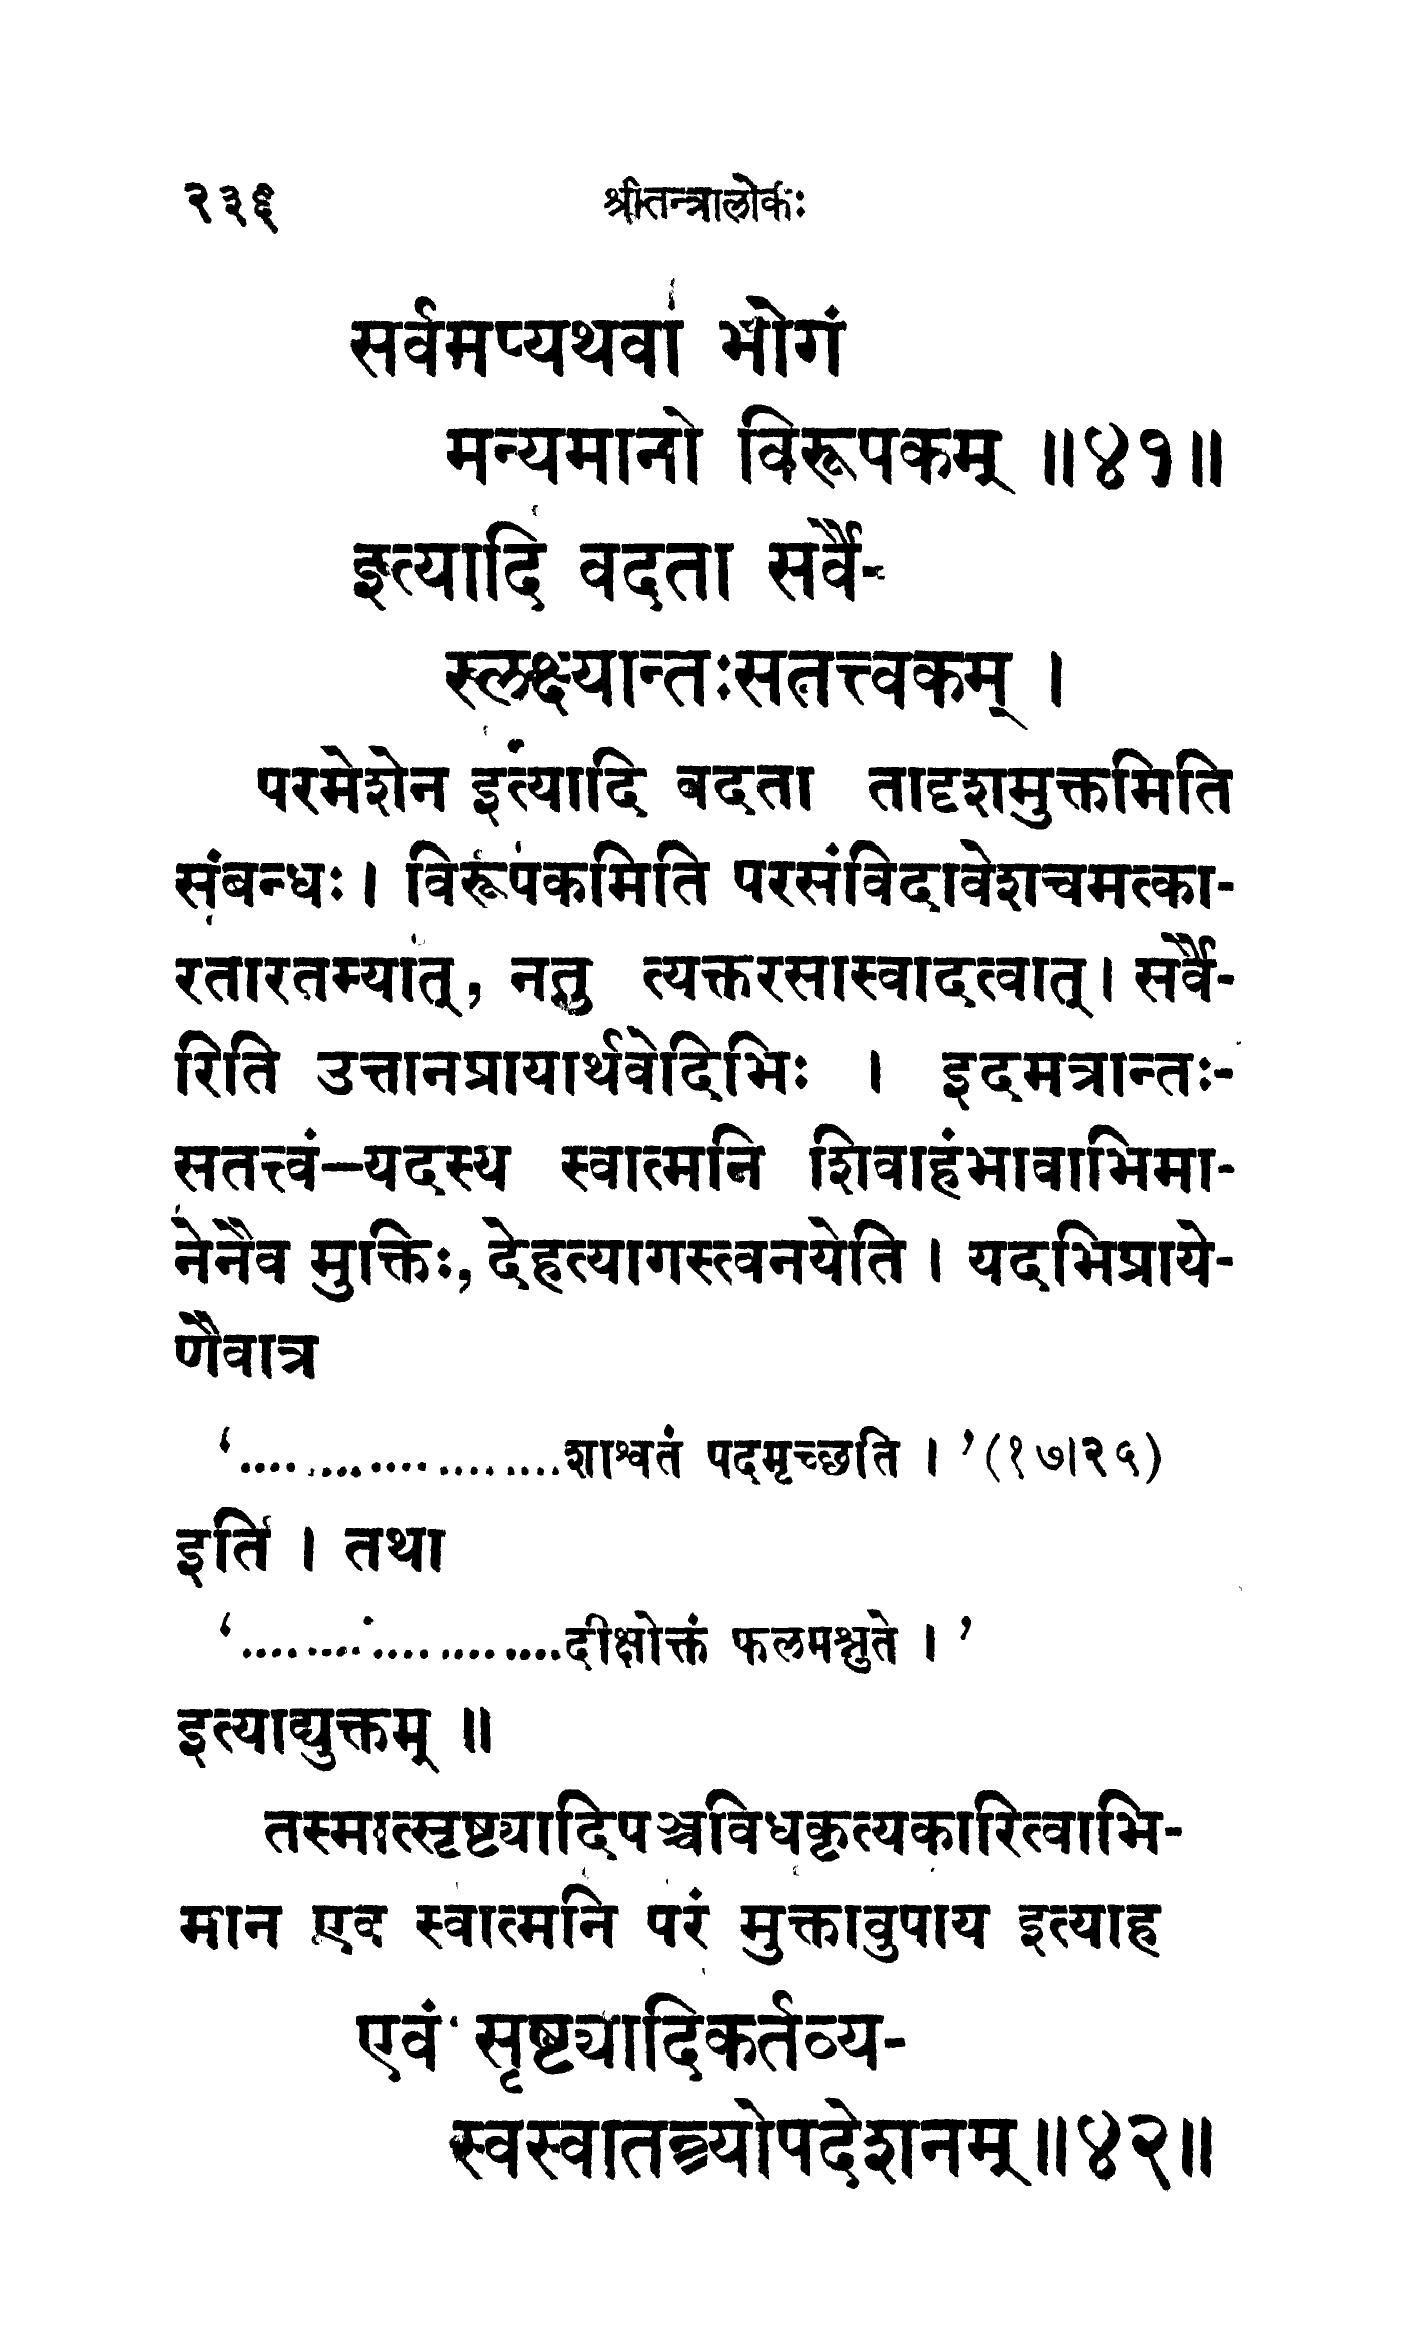 २३६ श्रीतन्त्रालोकः
सर्वमप्यथवा भोगं
मन्यमानो विरूपकम् ॥४१॥
इत्यादि वदता सर्वै-
स्लक्ष्यान्तःसतत्त्वकम् ।
परमेशेन इत्यादि वदता तादृशमुक्तमिति
संबन्धः । विरूपकमिति परसंविदावेशचमत्का-
रतारतम्यात्, नतु त्यक्तरसास्वादत्वात् । सर्वै-
रिति उत्तानप्रायार्थवेदिभिः । इदमत्रान्तः-
सतत्त्वं—यदस्य स्वात्मनि शिवाहंभावाभिमा-
नेनैव मुक्तिः, देहत्यागस्त्वनयेति । यदभिप्राये-
णैवात्र
‘....................शाश्वतं पदमृच्छति । ’(१७।२५)
इति । तथा
‘....................दीक्षोक्तं फलमश्नुते । ’
इत्याद्युक्तम् ॥
तस्मात्सृष्ट्यादिपञ्चविधकृत्यकारित्वाभि-
मान एव स्वात्मनि परं मुक्तावुपाय इत्याह
एवं सृष्ट्यादिकर्तव्य-
स्वस्वातन्त्र्योपदेशनम् ॥४२॥